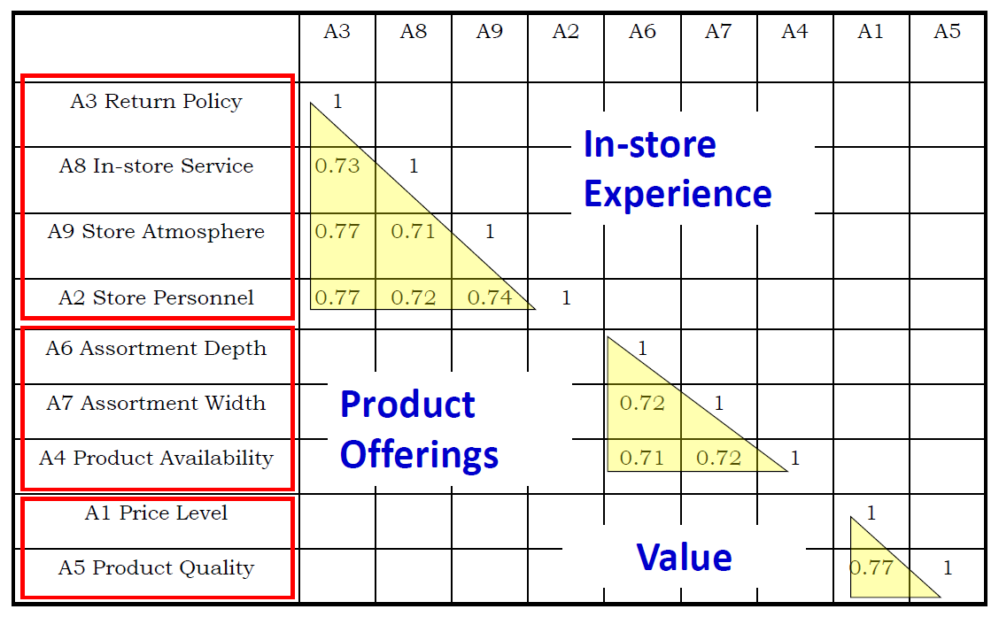 A3 A8 A9 A2 A6 A7 A4 A1 A5
A3 Return Policy 1
In-store
Experience
A8 In-store Service 0.73 1
A9 Store Atmosphere 0.77 0.71 1
A2 Store Personnel 0.77 0.72 0.74 1
A6 Assortment Depth 1
Product
Offerings
A7 Assortment Width 0.72 1
A4 Product Availability 0.71 0.72 1
A1 Price Level 1
Value
A5 Product Quality 0.77 1